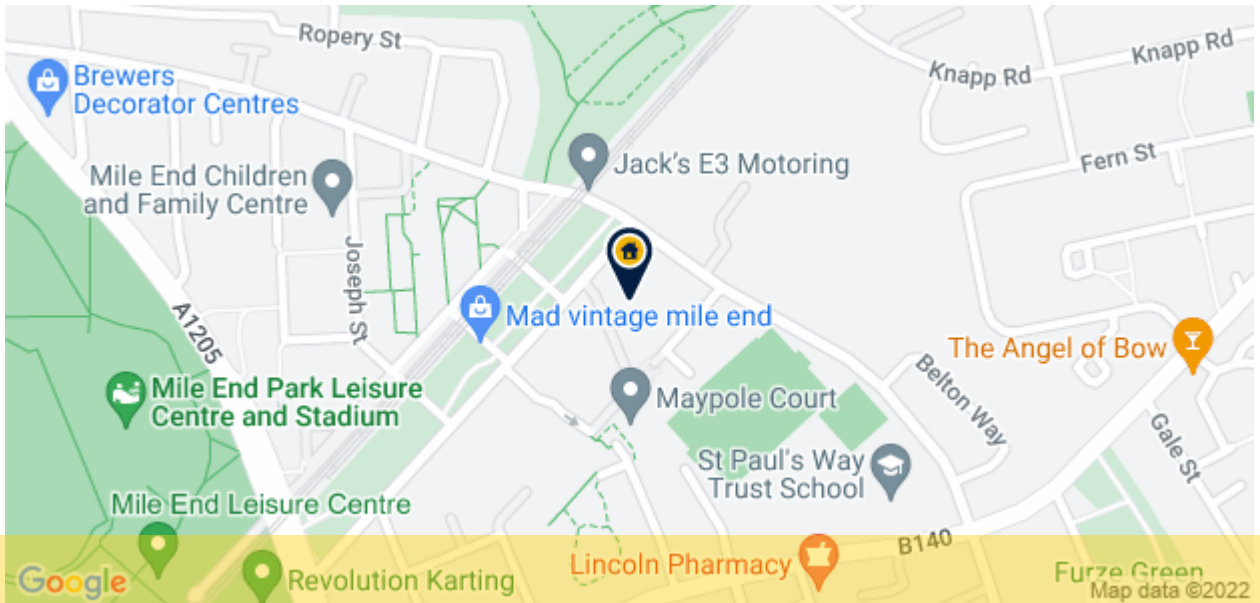 Ropery St
Knapp Rd
Knapp Rd
Brewers
Decorator Centres
Fern St
Jack's E3 Motoring
Mile End Children
and Family Centre
Joseph St
A1205
Mad vintage mile end
The Angel of Bow
Belton Way
Mile End Park Leisure
Centre and Stadium
Maypole Court
Gale St
St Paul's Way
Trust School
Mile End Leisure Centre
B140
Lincoln Pharmacy
Revolution Karting
Furze Green
Google
Map data ©2022